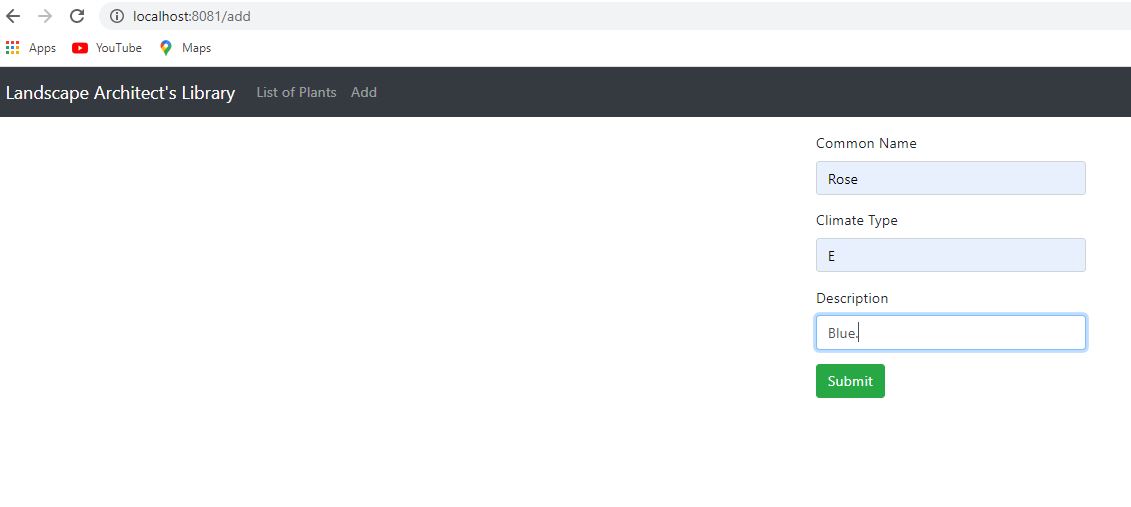 localhost:8081/add
Apps YouTube Maps
Landscape Architect's Library List of Plants Add
Common Name
Rose
Climate Type
E
Description
Blue.
Submit